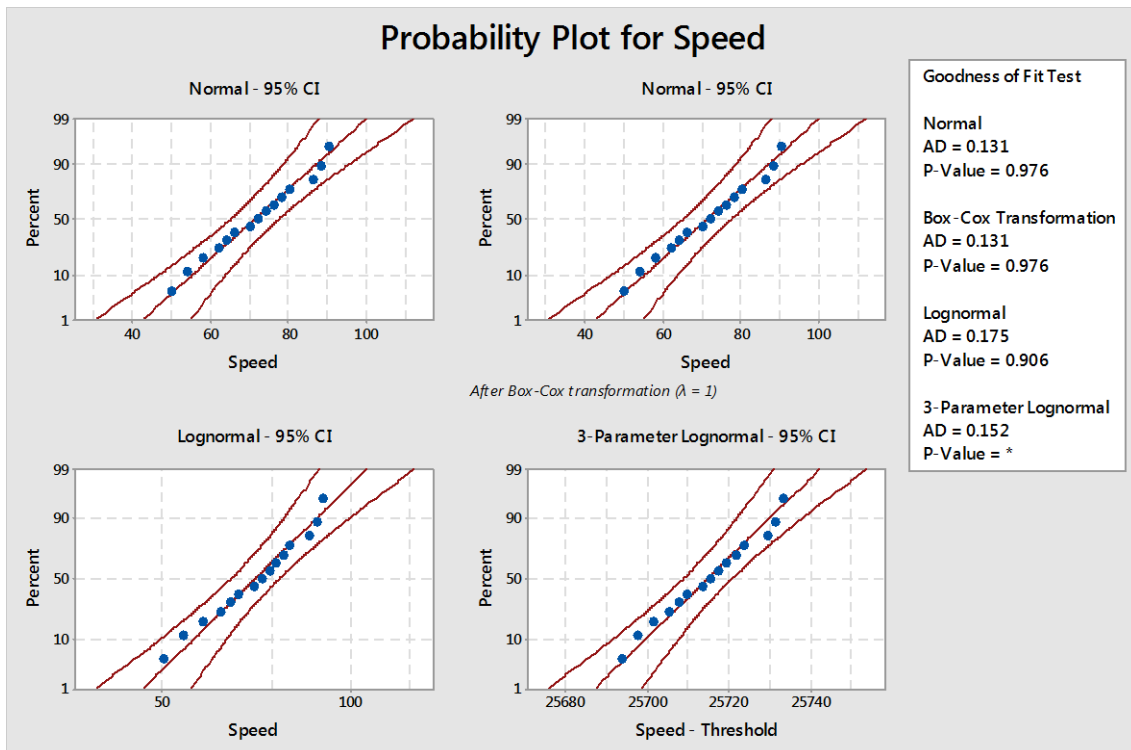 Probability Plot for Speed
Normal - 95% CI
99
90
50
10
1
Percent
40
60
80
100
Speed
Normal - 95% CI
99
90
50
10
1
Percent
40
60
80
100
Speed
After Box-Cox transformation (λ = 1)
Lognormal - 95% CI
99
90
50
10
1
Percent
50
100
Speed
3-Parameter Lognormal - 95% CI
99
90
50
10
1
Percent
25680
25700
25720
25740
Speed - Threshold
Goodness of Fit Test
Normal
AD = 0.131
P-Value = 0.976
Box-Cox Transformation
AD = 0.131
P-Value = 0.976
Lognormal
AD = 0.175
P-Value = 0.906
3-Parameter Lognormal
AD = 0.152
P-Value = *